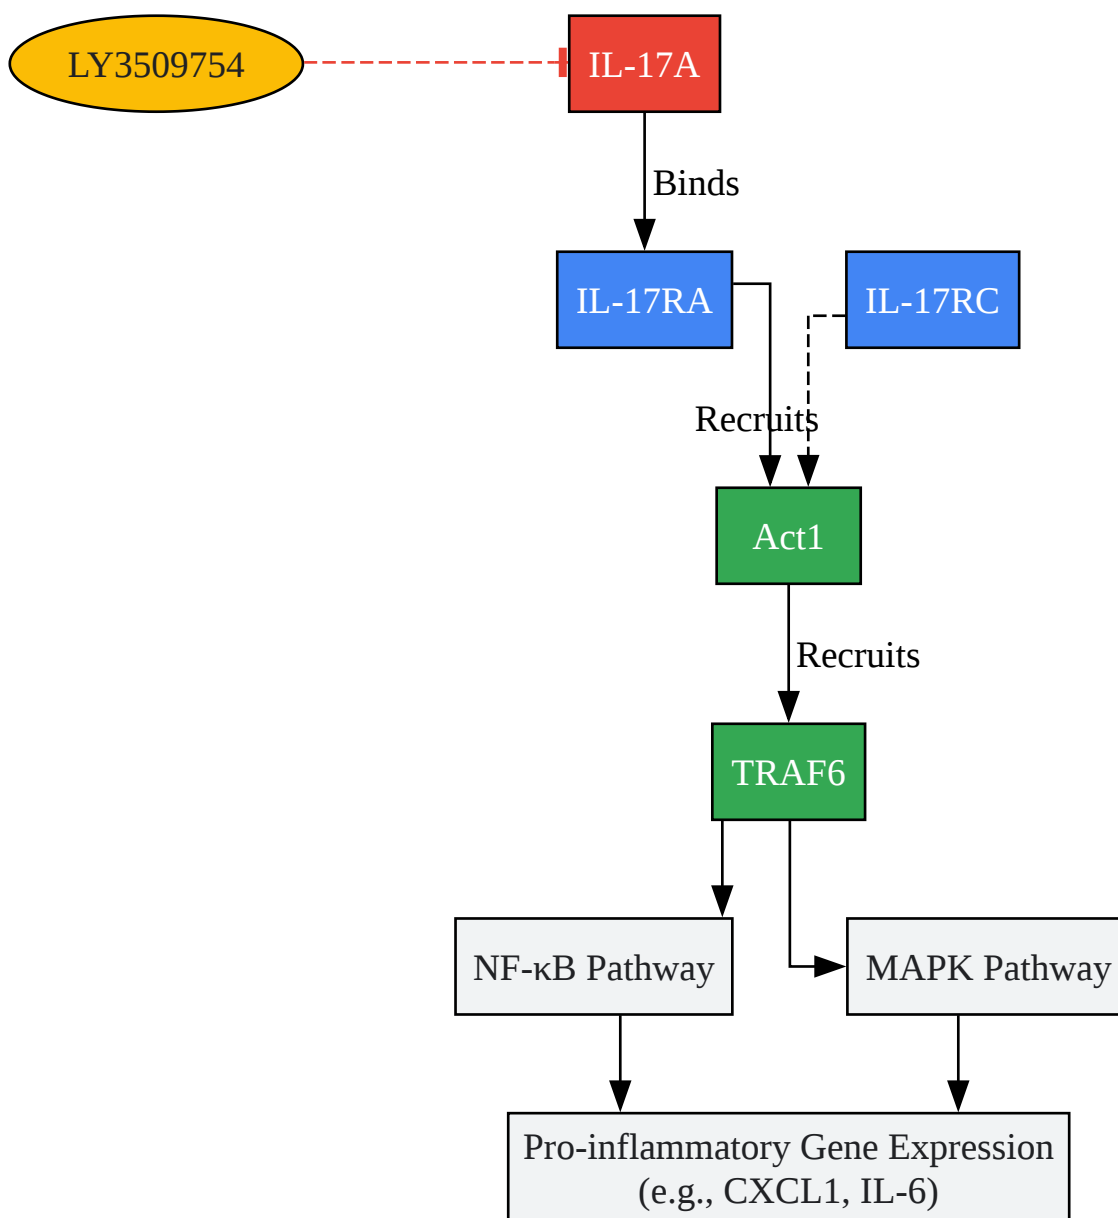 LY3509754
IL-17A
Binds
IL-17RA
IL-17RC
Recruits
Act1
Recruits
TRAF6
NF-κB Pathway
MAPK Pathway
Pro-inflammatory Gene Expression
(e.g., CXCL1, IL-6)